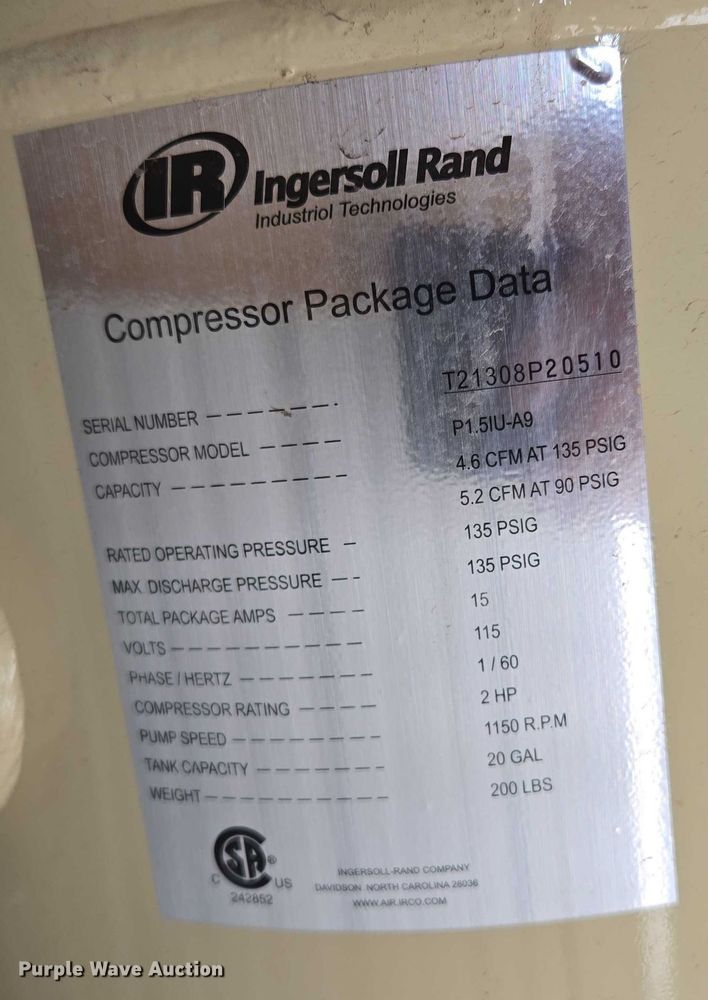 IR Ingersoll Rand
Industriol Technologies
Compressor Package Data
SERIAL NUMBER — — — — — — . T21308P20510
COMPRESSOR MODEL — — — — P1.5IU-A9
CAPACITY — — — — — — — — 4.6 CFM AT 135 PSIG
5.2 CFM AT 90 PSIG
RATED OPERATING PRESSURE — 135 PSIG
MAX DISCHARGE PRESSURE — - 135 PSIG
TOTAL PACKAGE AMPS — — — — 15
VOLTS — — — — — — — — — — 115
PHASE / HERTZ — — — — — — — 1 / 60
COMPRESSOR RATING — — — — 2 HP
PUMP SPEED — — — — — — — — 1150 R.P.M
TANK CAPACITY — — — — — — — 20 GAL
WEIGHT — — — — — — — — — — 200 LBS
SA ®
C US
242852
INGERSOLL-RAND COMPANY
DAVIDSON NORTH CAROLINA 28036
WWW.AIR.IRCO.COM
Purple Wave Auction